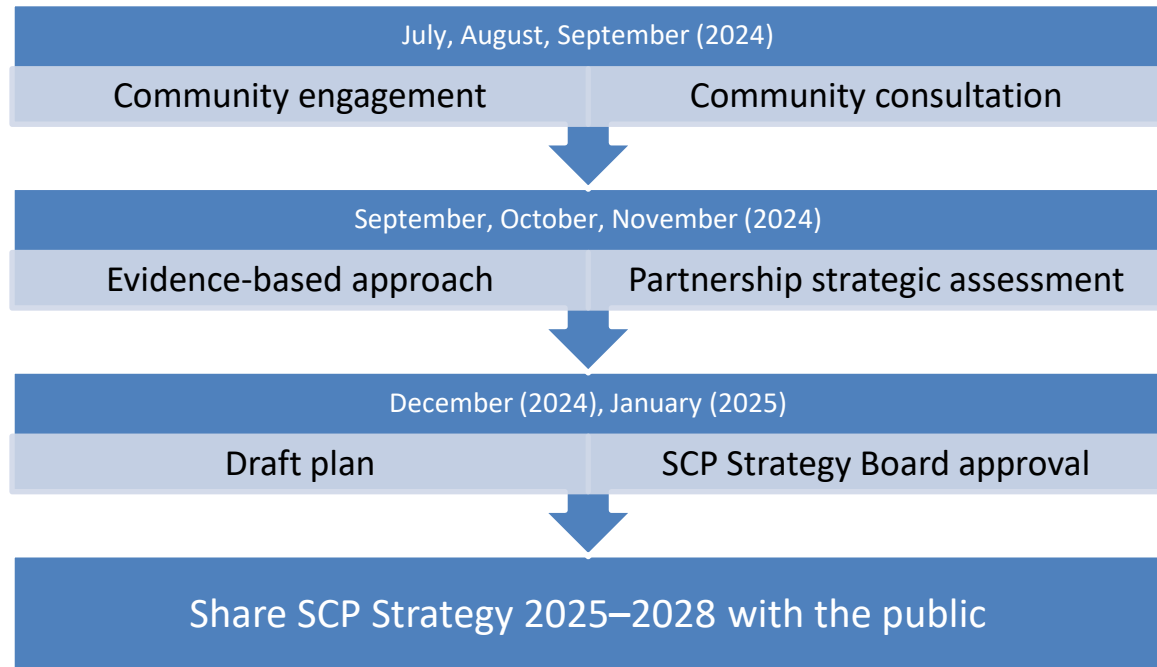 July, August, September (2024)
Community engagement
Community consultation
September, October, November (2024)
Evidence-based approach
Partnership strategic assessment
December (2024), January (2025)
Draft plan
SCP Strategy Board approval
Share SCP Strategy 2025–2028 with the public